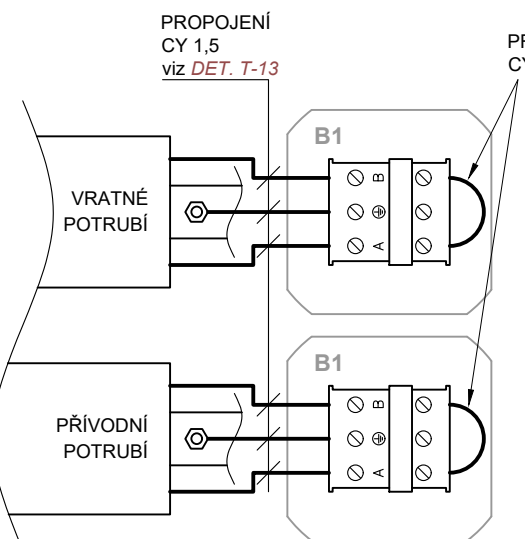 PROPOJENÍ
CY 1,5
viz DET. T-13
B1
VRATNÉ
POTRUBÍ
B
A
B1
PŘÍVODNÍ
POTRUBÍ
B
A